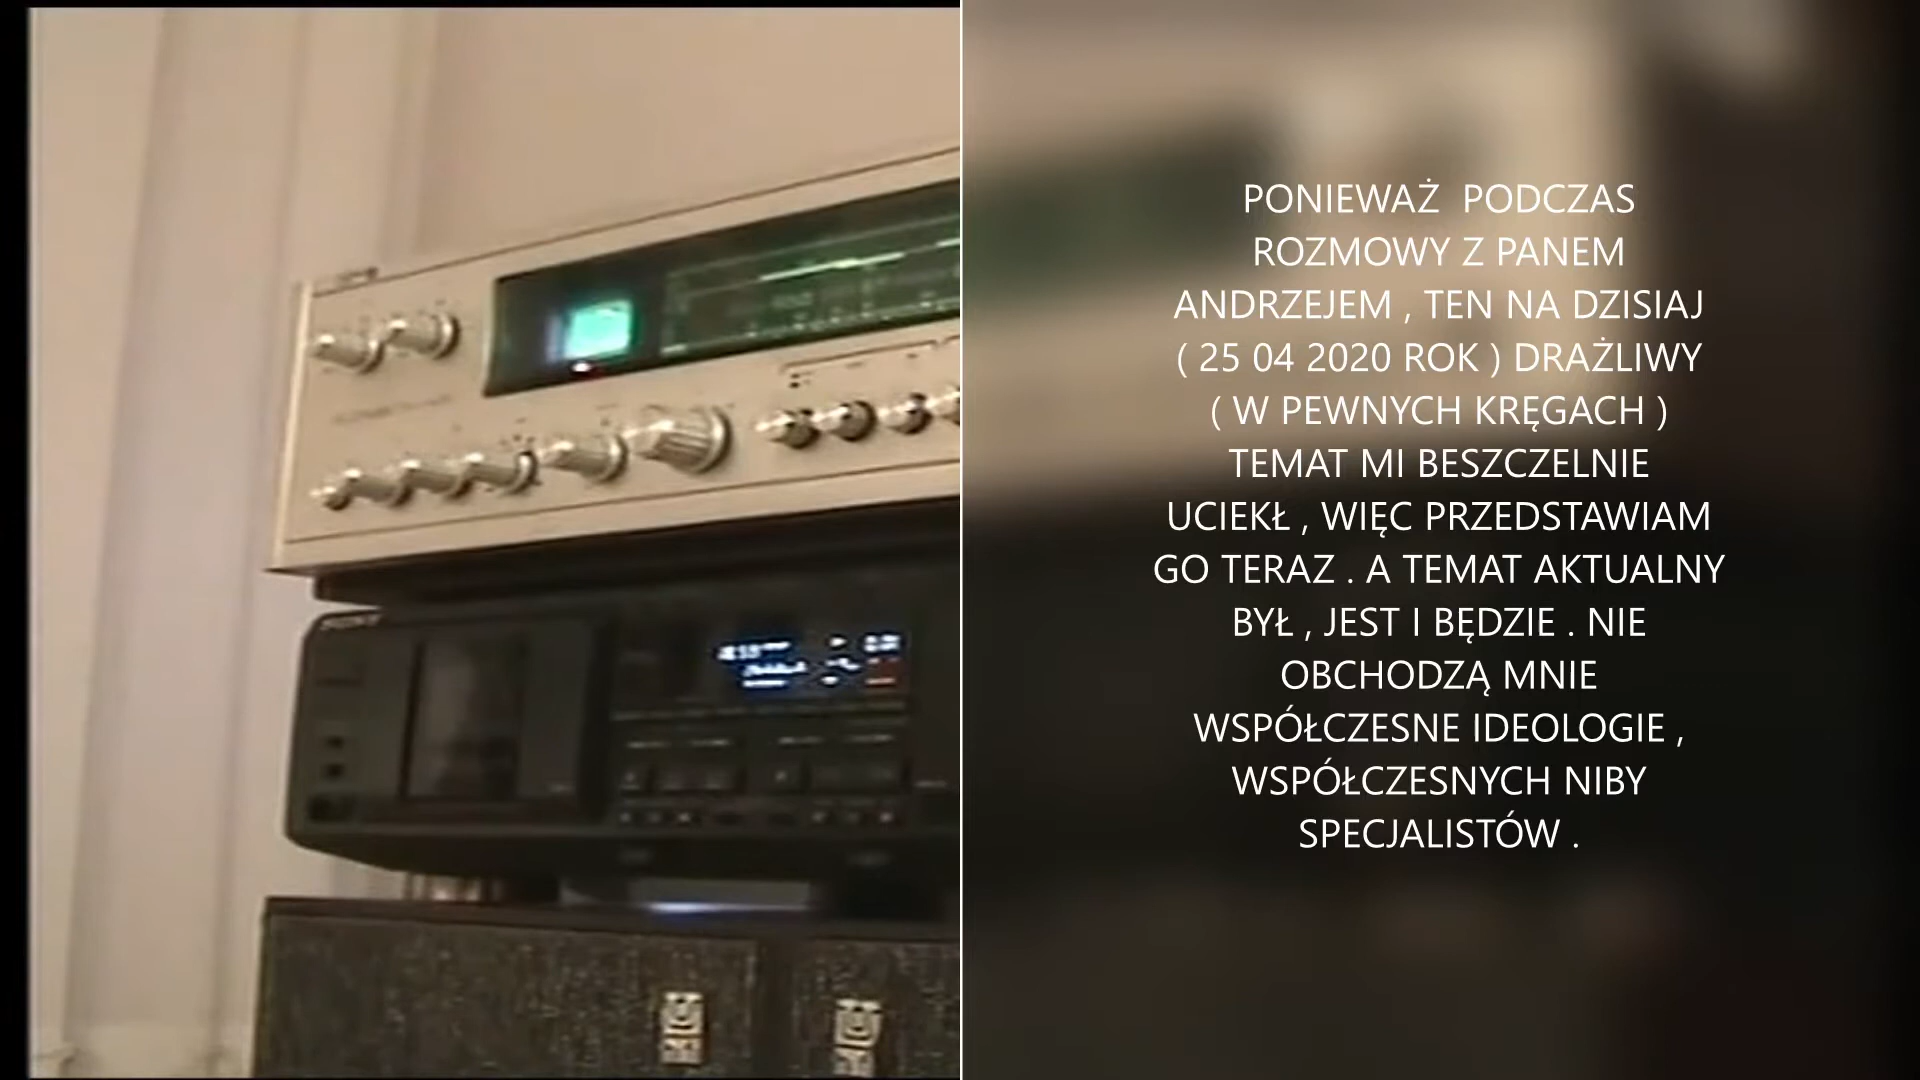 PONIEWAŻ  PODCZAS
ROZMOWY Z PANEM
ANDRZEJEM , TEN NA DZISIAJ
( 25 04 2020 ROK ) DRAŻLIWY
( W PEWNYCH KRĘGACH )
TEMAT MI BESZCZELNIE
UCIEKŁ , WIĘC PRZEDSTAWIAM
GO TERAZ . A TEMAT AKTUALNY
BYŁ , JEST I BĘDZIE . NIE
OBCHODZĄ MNIE
WSPÓŁCZESNE IDEOLOGIE ,
WSPÓŁCZESNYCH NIBY
SPECJALISTÓW .